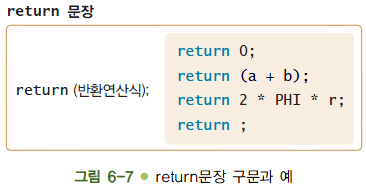 return 문장
return (반환연산식);
return 0;
return (a + b);
return 2 * PHI * r;
return ;
그림 6-7 ● return문장 구문과 예